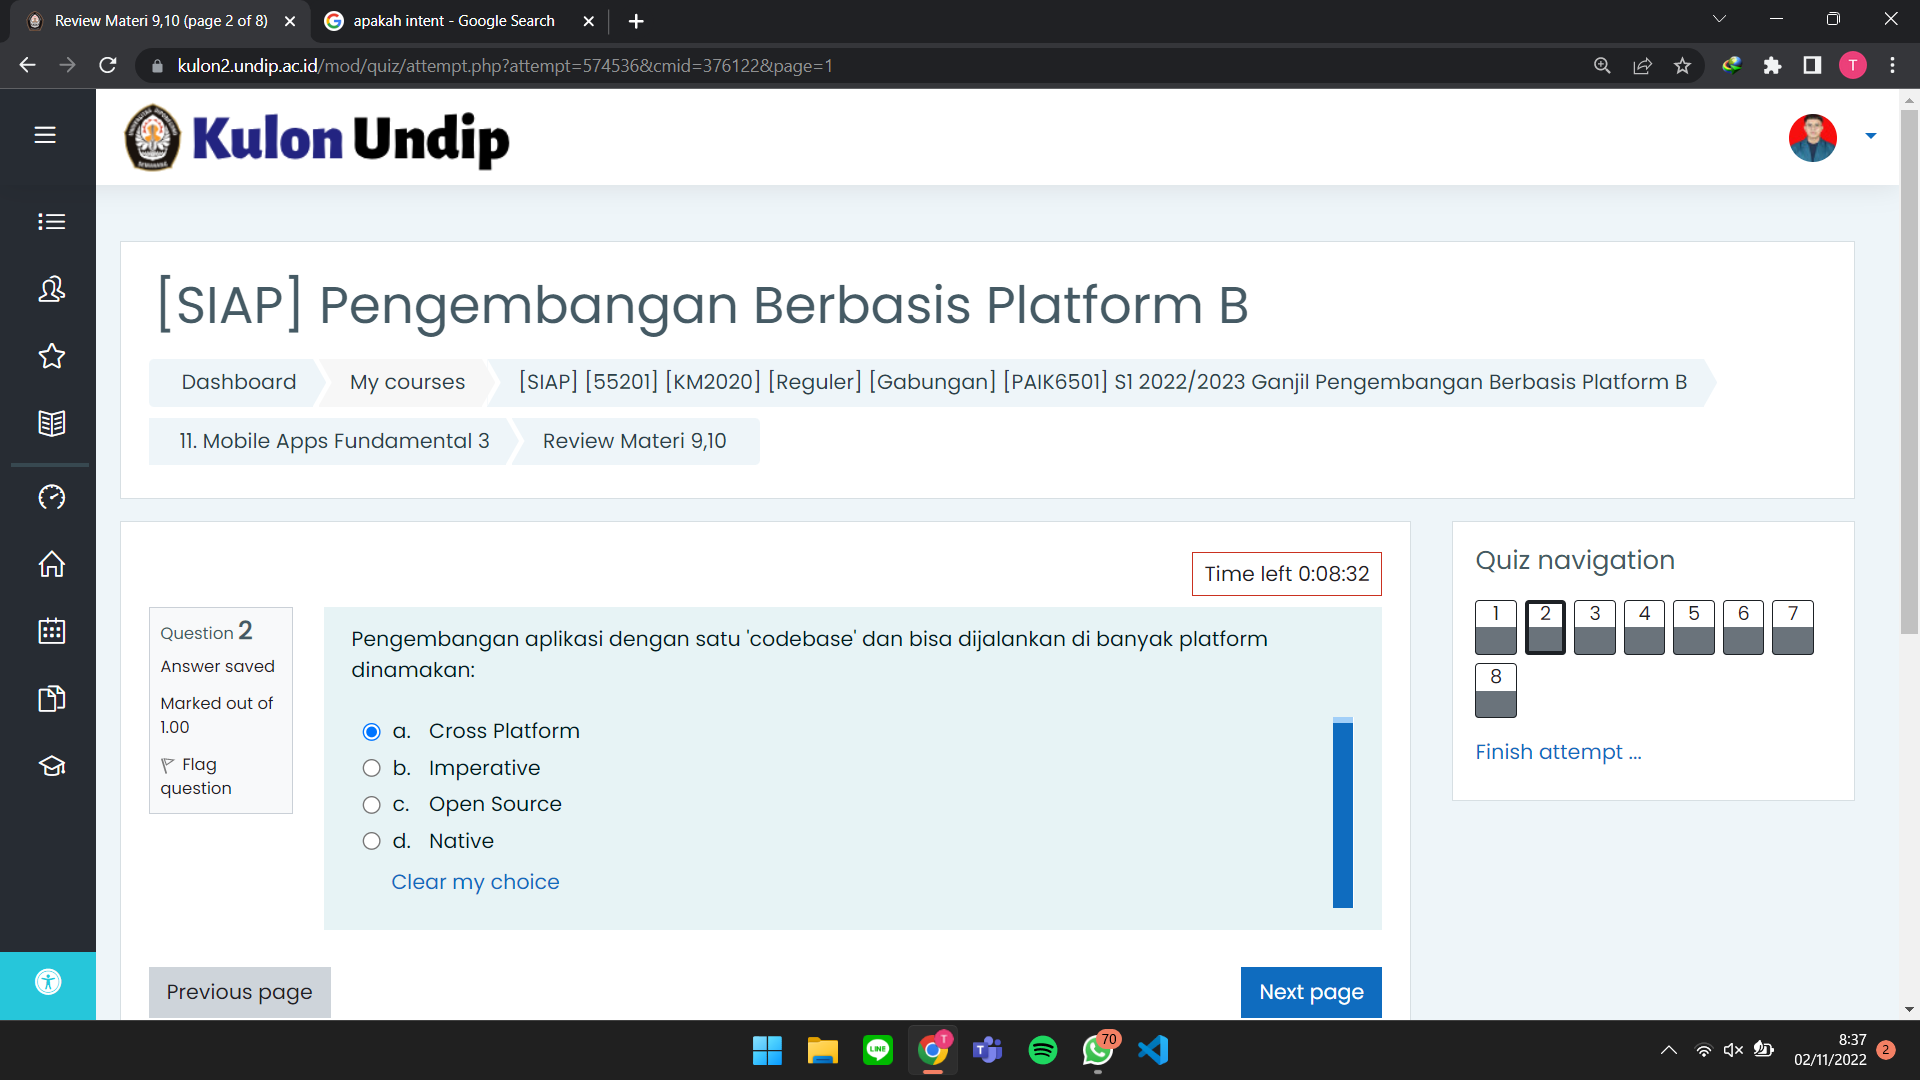 Review Materi 9,10 (page 2 of 8)
apakah intent - Google Search
kulon2.undip.ac.id/mod/quiz/attempt.php?attempt=574536&cmid=376122&page=1
T
Kulon Undip
[SIAP] Pengembangan Berbasis Platform B
Dashboard
My courses
[SIAP] [55201] [KM2020] [Reguler] [Gabungan] [PAIK6501] S1 2022/2023 Ganjil Pengembangan Berbasis Platform B
11. Mobile Apps Fundamental 3
Review Materi 9,10
Time left 0:08:32
Question 2
Answer saved
Marked out of
1.00
Flag
question
Pengembangan aplikasi dengan satu 'codebase' dan bisa dijalankan di banyak platform
dinamakan:
a. Cross Platform
b. Imperative
c. Open Source
d. Native
Clear my choice
Previous page
Next page
Quiz navigation
1 2 3 4 5 6 7
8
Finish attempt ...
LINE
T
T
70
8:37
02/11/2022
2